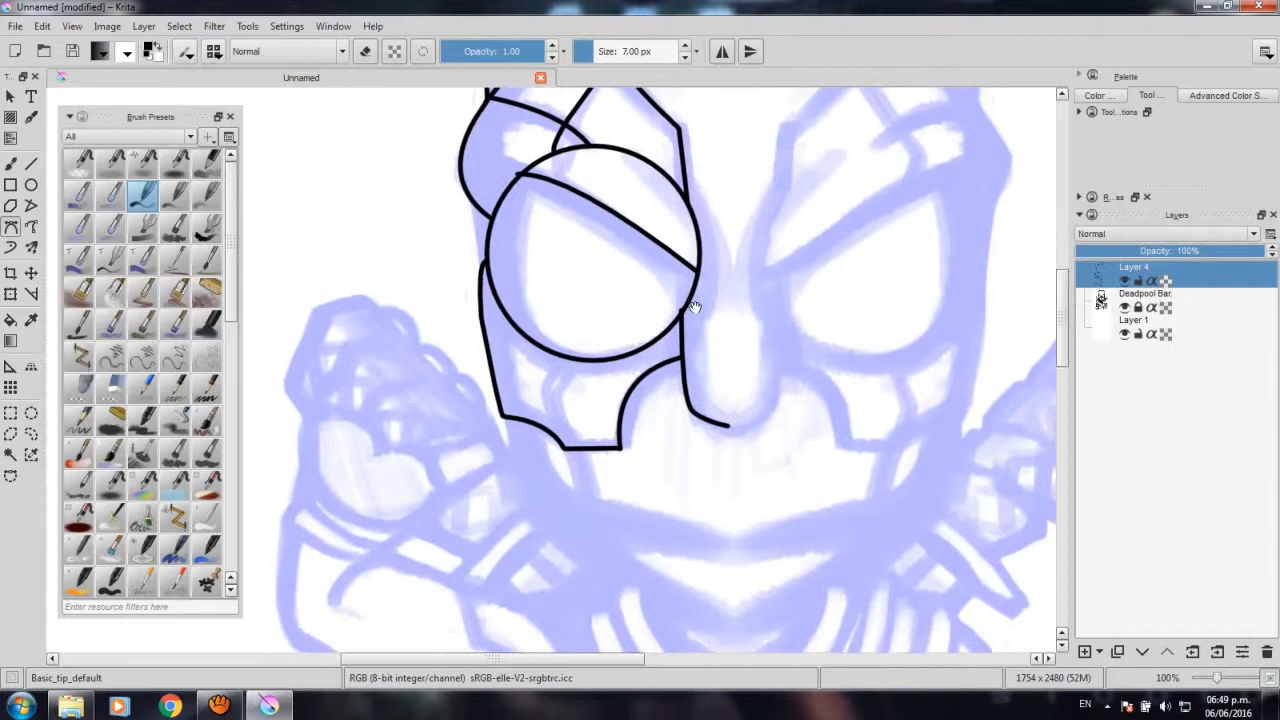 Unnamed [modified] – Krita
File Edit View Image Layer Select Filter Tools Settings Window Help
Normal Opacity: 1.00 Size: 7.00 px
Unnamed
T...
Brush Presets
All
Enter resource filters here
Palette
Color ... Tool ... Advanced Color S...
Tool...tions
R...es
Layers
Normal
Opacity: 100%
Layer 4
Deadpool Bar.
Layer 1
Basic_tip_default RGB (8-bit integer/channel) sRGB-elle-V2-srgbtrc.icc 1754 x 2480 (52M) 100%
EN 06:49 p.m.
06/06/2016